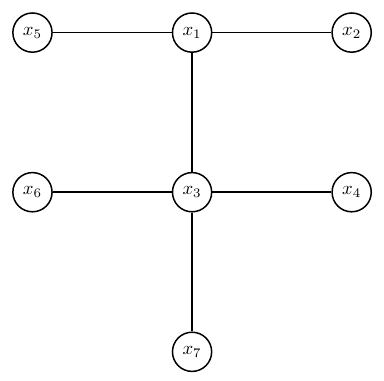 x₅ x₁ x₂
x₆ x₃ x₄
x₇